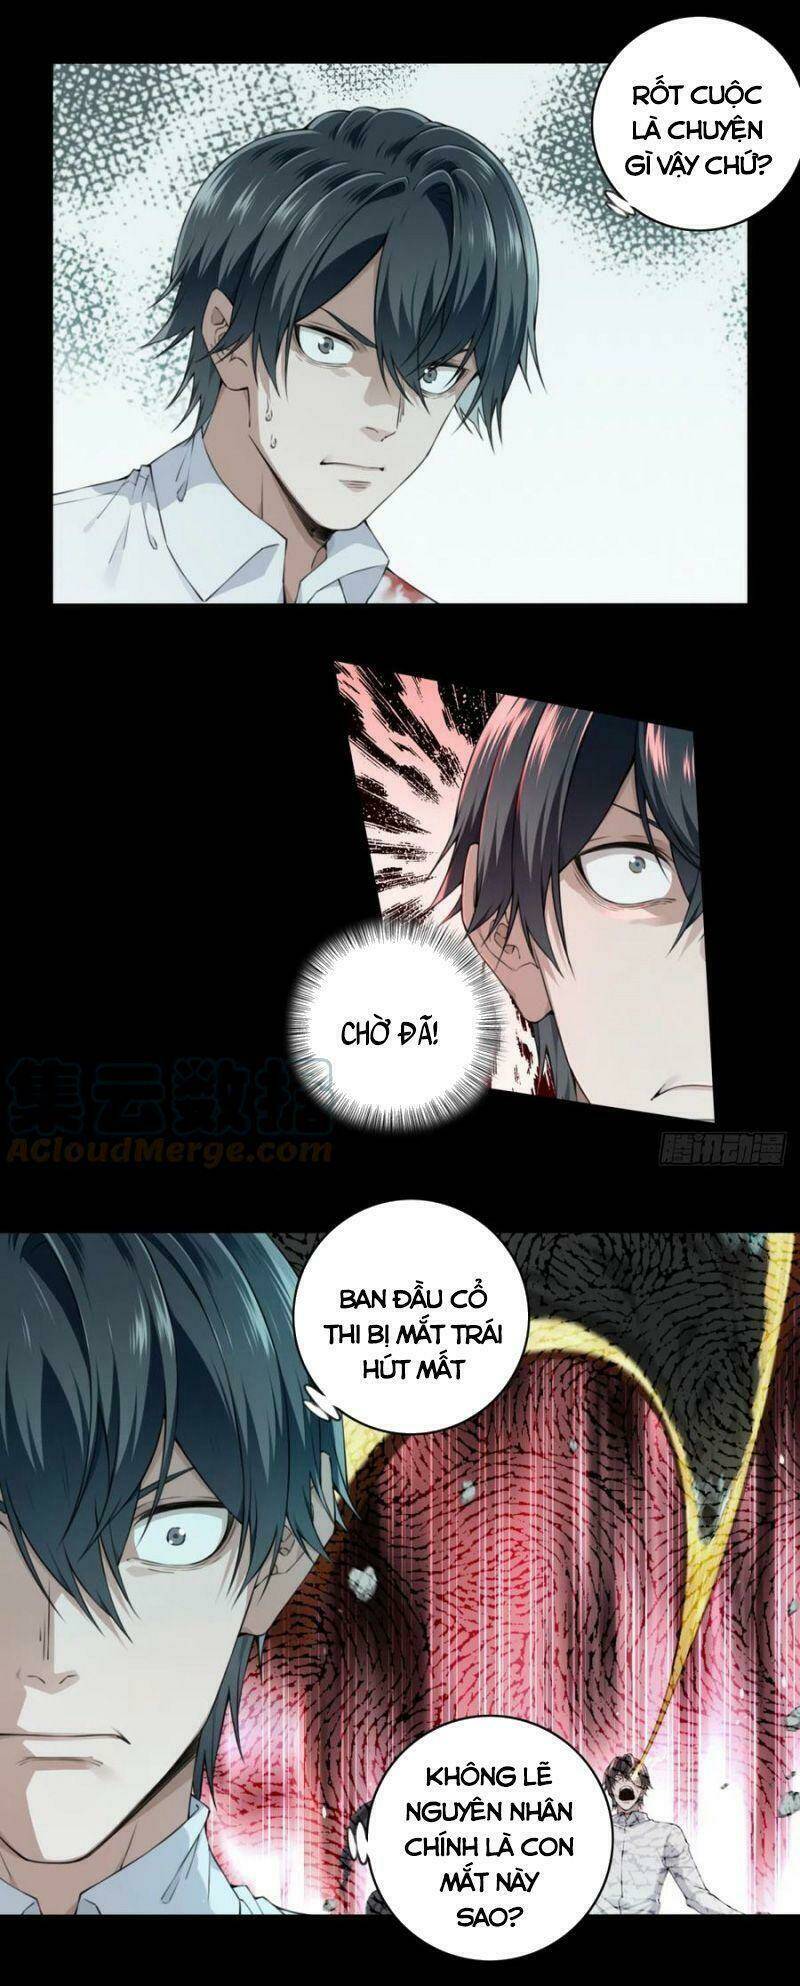 RỐT CUỘC
LÀ CHUYỆN
GÌ VẬY CHỨ?
CHỜ ĐÃ!
集云数据
ACloudMerge.com
腾讯动漫
BAN ĐẦU CỔ
THI BỊ MẮT TRÁI
HÚT MẤT
KHÔNG LẼ
NGUYÊN NHÂN
CHÍNH LÀ CON
MẮT NÀY
SAO?